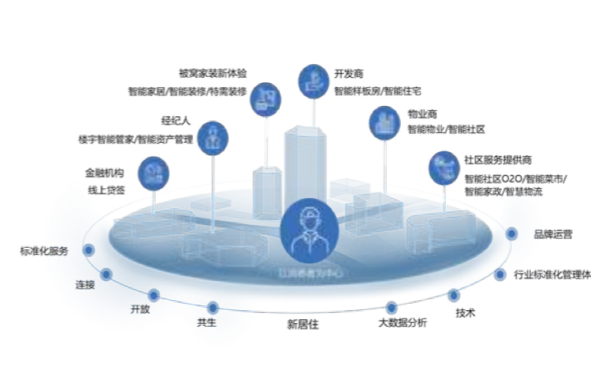 被窝家装新体验
智能家居/智能装修/特需装修
开发商
智能样板房/智能住宅
经纪人
楼宇智能管家/智能资产管理
物业商
智能物业/智能社区
金融机构
线上贷签
社区服务提供商
智能社区O2O/智能菜市/
智能家政/智慧物流
以消费者为中心
标准化服务
品牌运营
连接
行业标准化管理体
开放
技术
共生
新居住
大数据分析